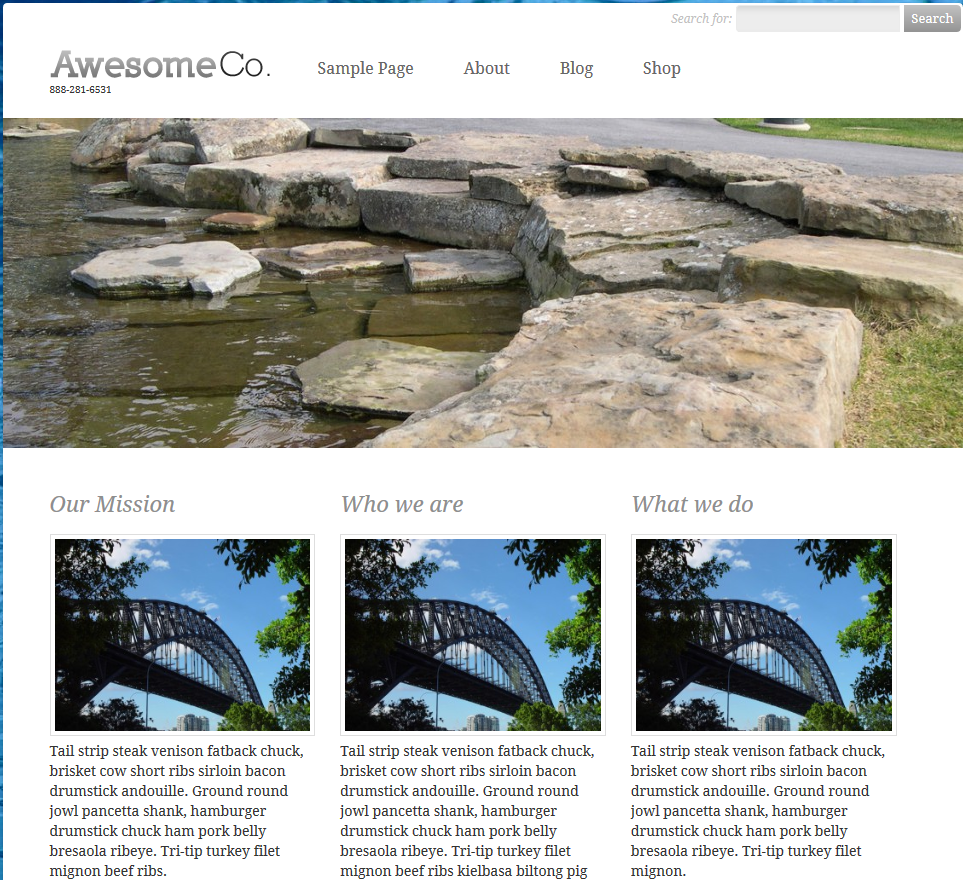 Search for:
Search
AwesomeCo.
888-281-6531
Sample Page
About
Blog
Shop
Our Mission
Tail strip steak venison fatback chuck,
brisket cow short ribs sirloin bacon
drumstick andouille. Ground round
jowl pancetta shank, hamburger
drumstick chuck ham pork belly
bresaola ribeye. Tri-tip turkey filet
mignon beef ribs.
Who we are
Tail strip steak venison fatback chuck,
brisket cow short ribs sirloin bacon
drumstick andouille. Ground round
jowl pancetta shank, hamburger
drumstick chuck ham pork belly
bresaola ribeye. Tri-tip turkey filet
mignon beef ribs kielbasa biltong pig
What we do
Tail strip steak venison fatback chuck,
brisket cow short ribs sirloin bacon
drumstick andouille. Ground round
jowl pancetta shank, hamburger
drumstick chuck ham pork belly
bresaola ribeye. Tri-tip turkey filet
mignon.